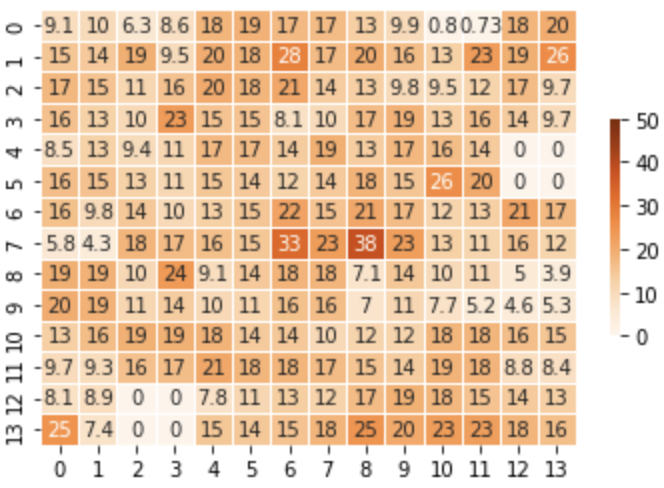 0 9.1 10 6.3 8.6 18 19 17 17 13 9.9 0.8 0.73 18 20
1 15 14 19 9.5 20 18 28 17 20 16 13 23 19 26
2 17 15 11 16 20 18 21 14 13 9.8 9.5 12 17 9.7
3 16 13 10 23 15 15 8.1 10 17 19 13 16 14 9.7
4 8.5 13 9.4 11 17 17 14 19 13 17 16 14 0 0
5 16 15 13 11 15 14 12 14 18 15 26 20 0 0
6 16 9.8 14 10 13 15 22 15 21 17 12 13 21 17
7 5.8 4.3 18 17 16 15 33 23 38 23 13 11 16 12
8 19 19 10 24 9.1 14 18 18 7.1 14 10 11 5 3.9
9 20 19 11 14 10 11 16 16 7 11 7.7 5.2 4.6 5.3
10 13 16 19 19 18 14 14 10 12 12 18 18 16 15
11 9.7 9.3 16 17 21 18 18 17 15 14 19 18 8.8 8.4
12 8.1 8.9 0 0 7.8 11 13 12 17 19 18 15 14 13
13 25 7.4 0 0 15 14 15 18 25 20 23 23 18 16
0 1 2 3 4 5 6 7 8 9 10 11 12 13
50
40
30
20
10
0